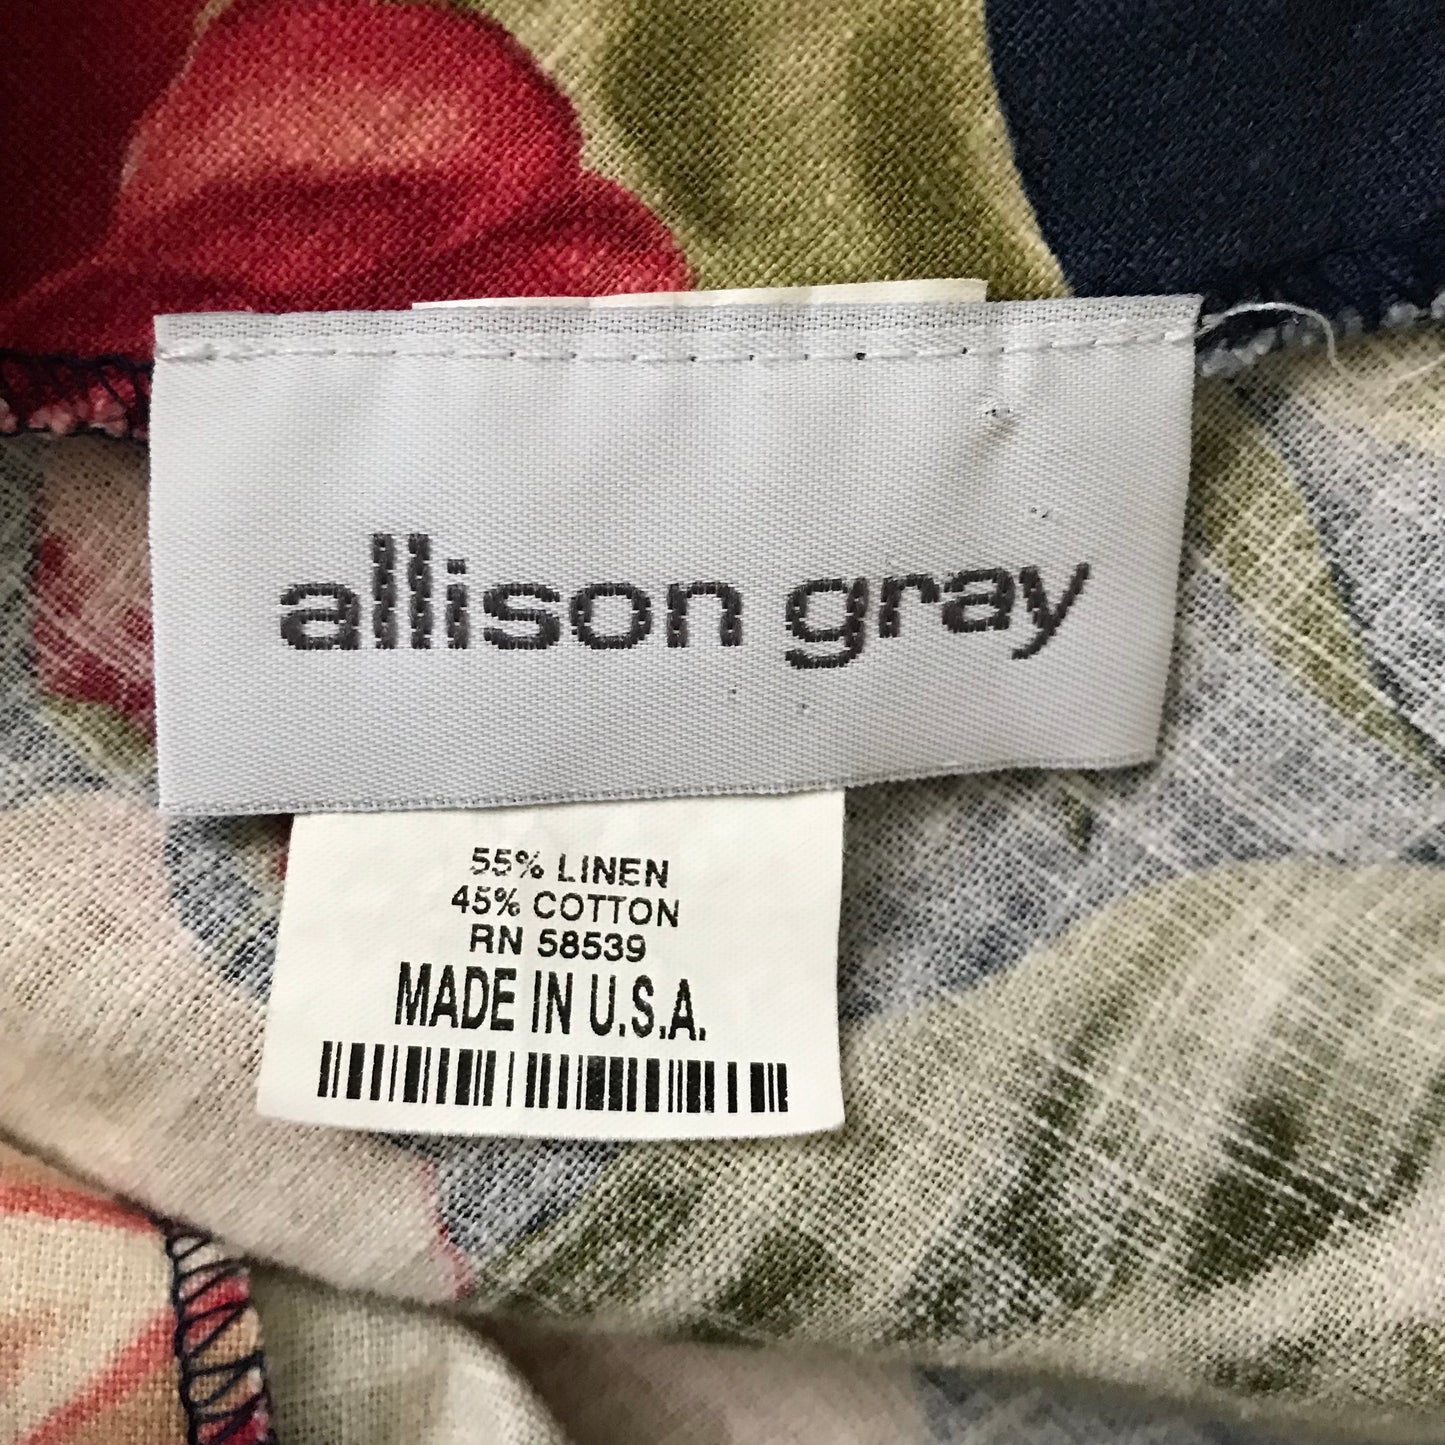 allison gray
55% LINEN
45% COTTON
RN 58539
MADE IN U.S.A.